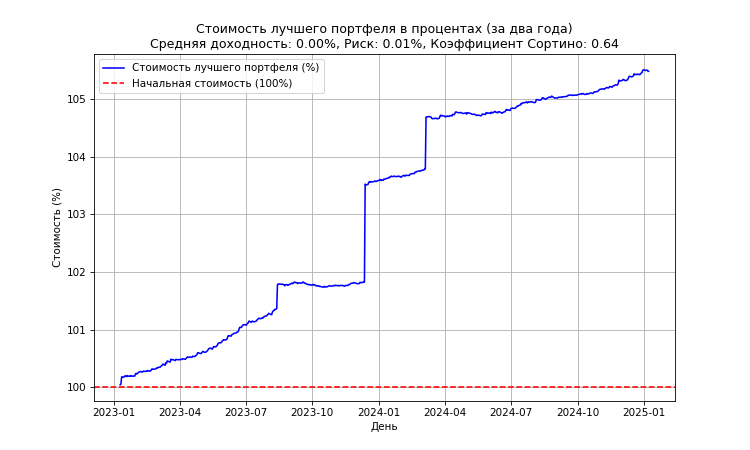 Стоимость лучшего портфеля в процентах (за два года)
Средняя доходность: 0.00%, Риск: 0.01%, Коэффициент Сортино: 0.64
Стоимость лучшего портфеля (%)
Начальная стоимость (100%)
Стоимость (%)
105
104
103
102
101
100
2023-01 2023-04 2023-07 2023-10 2024-01 2024-04 2024-07 2024-10 2025-01
День